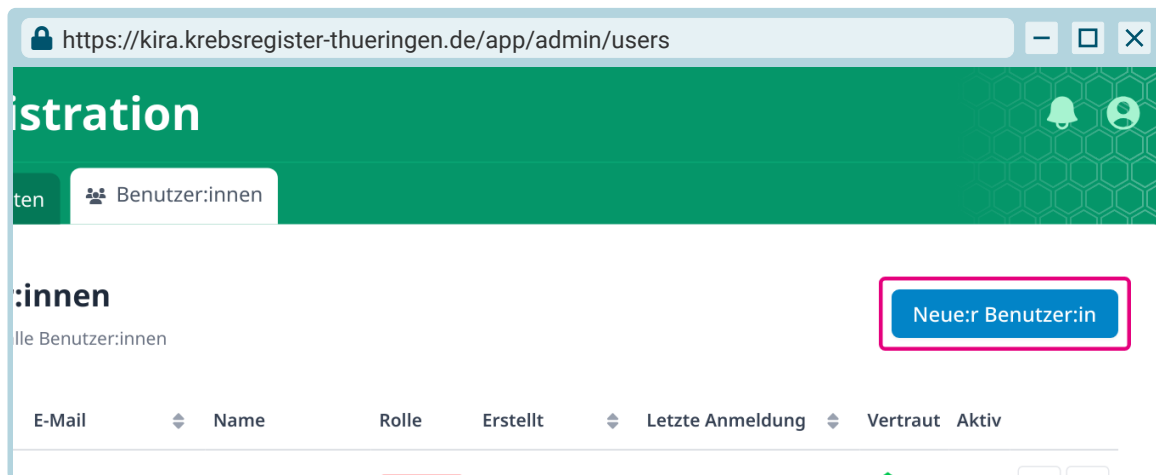 https://kira.krebsregister-thueringen.de/app/admin/users
istration
ten
Benutzer:innen
:innen
Neue:r Benutzer:in
lle Benutzer:innen
E-Mail Name Rolle Erstellt Letzte Anmeldung Vertraut Aktiv